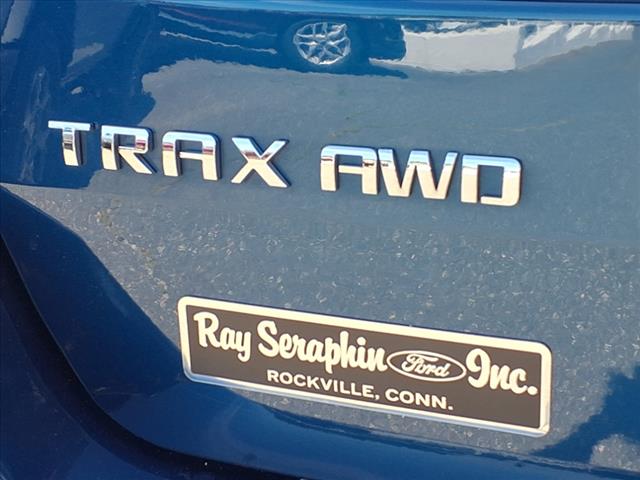 TRAX AWD
Ray Seraphin Ford Inc.
ROCKVILLE, CONN.